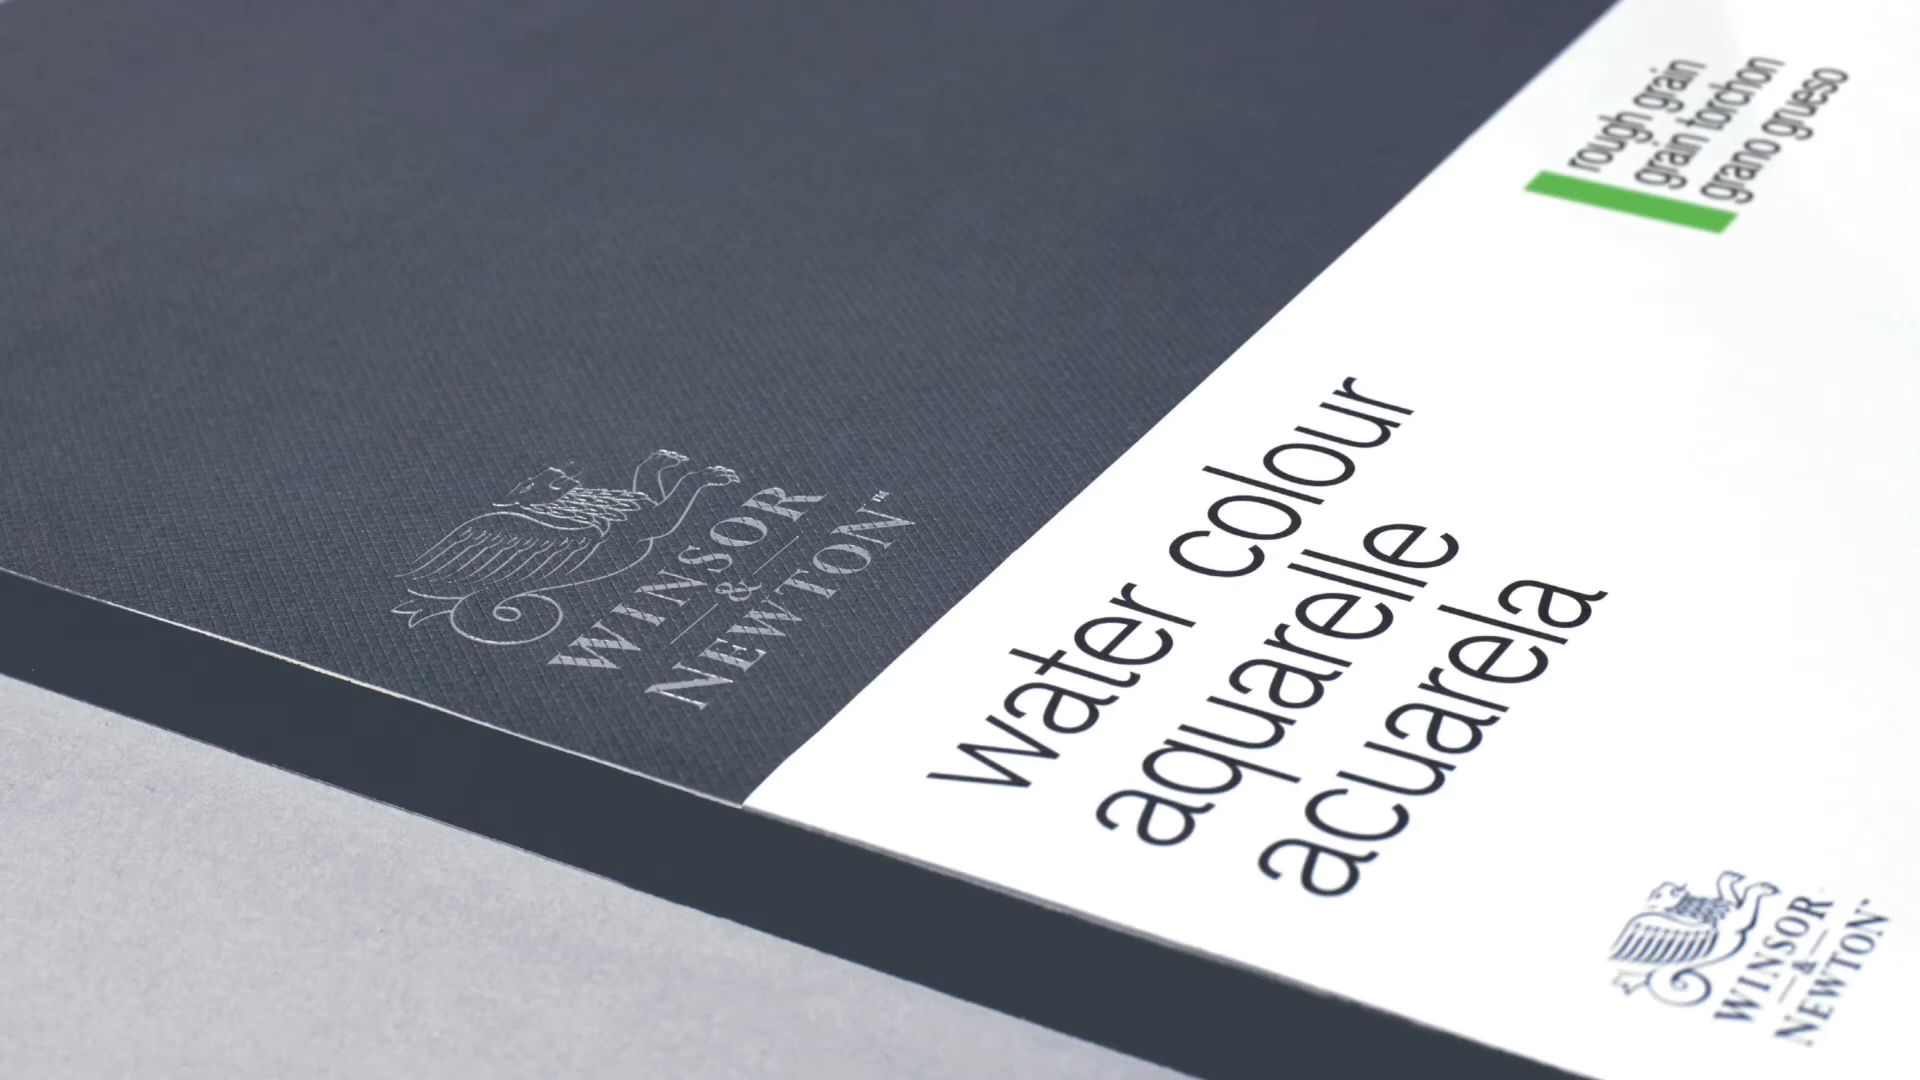 rough grain
grain torchon
grano grueso
water colour
aquarelle
acuarela
WINSOR
&
NEWTON™
WINSOR
&
NEWTON™